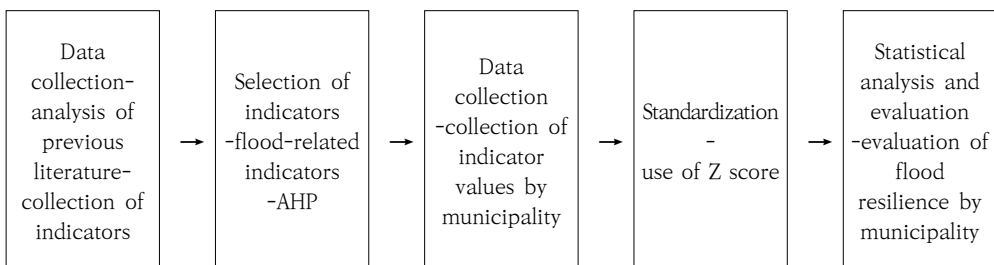 Data
collection-
analysis of
previous
literature-
collection of
indicators
Selection of
indicators
-flood-related
indicators
-AHP
Data
collection
-collection of
indicator
values by
municipality
Standardization
-
use of Z score
Statistical
analysis and
evaluation
-evaluation of
flood
resilience by
municipality